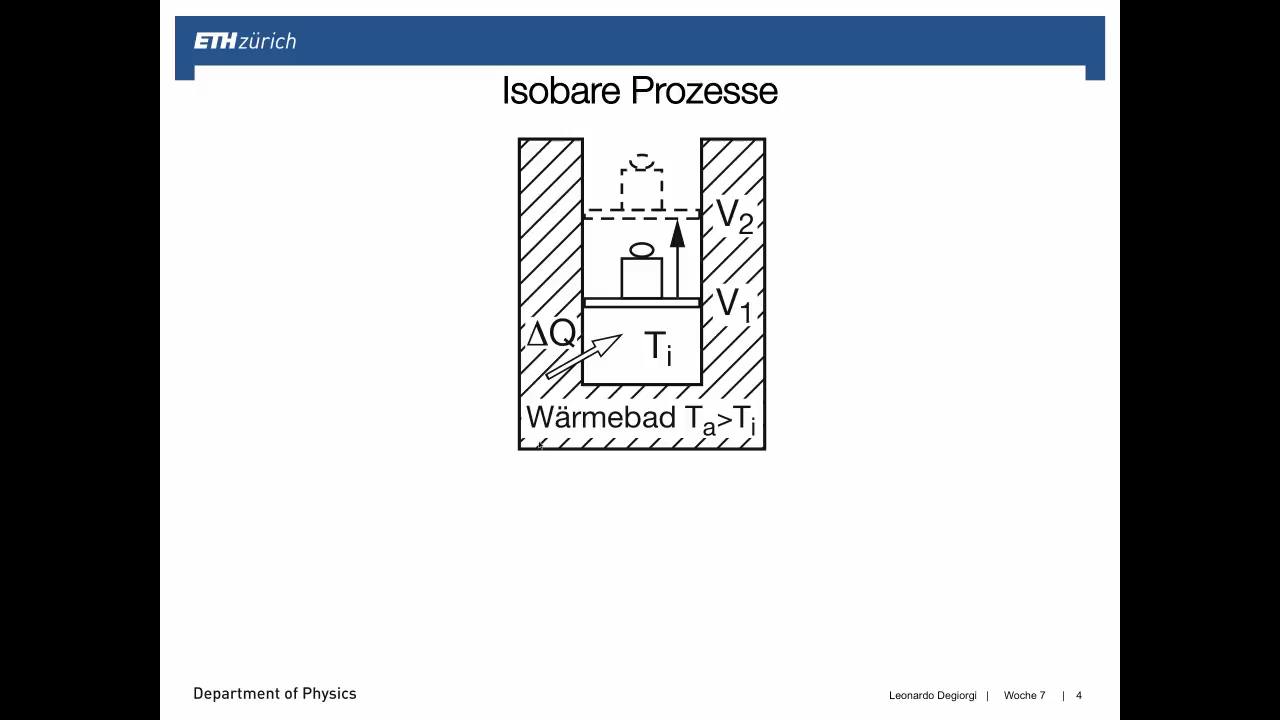 ETH zürich
Isobare Prozesse
V2
V1
ΔQ
Ti
Wärmebad Ta>Ti
Department of Physics
Leonardo Degiorgi | Woche 7 | 4